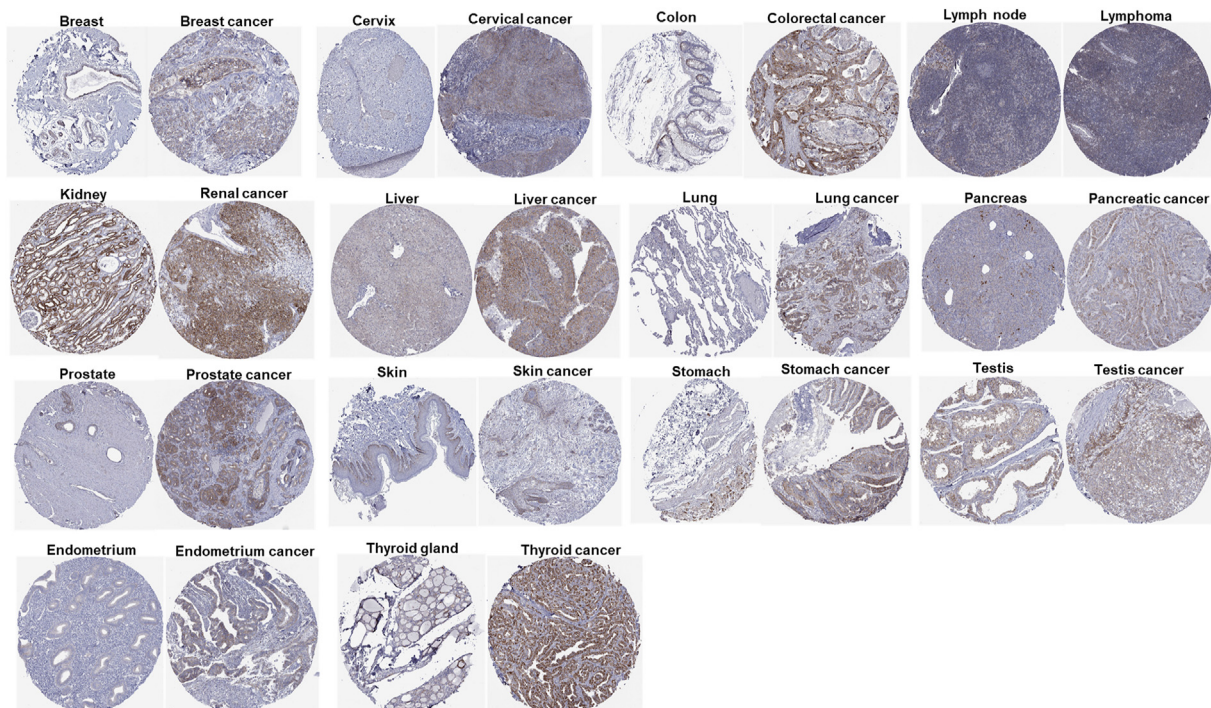 Breast Breast cancer Cervix Cervical cancer Colon Colorectal cancer Lymph node Lymphoma
Kidney Renal cancer Liver Liver cancer Lung Lung cancer Pancreas Pancreatic cancer
Prostate Prostate cancer Skin Skin cancer Stomach Stomach cancer Testis Testis cancer
Endometrium Endometrium cancer Thyroid gland Thyroid cancer